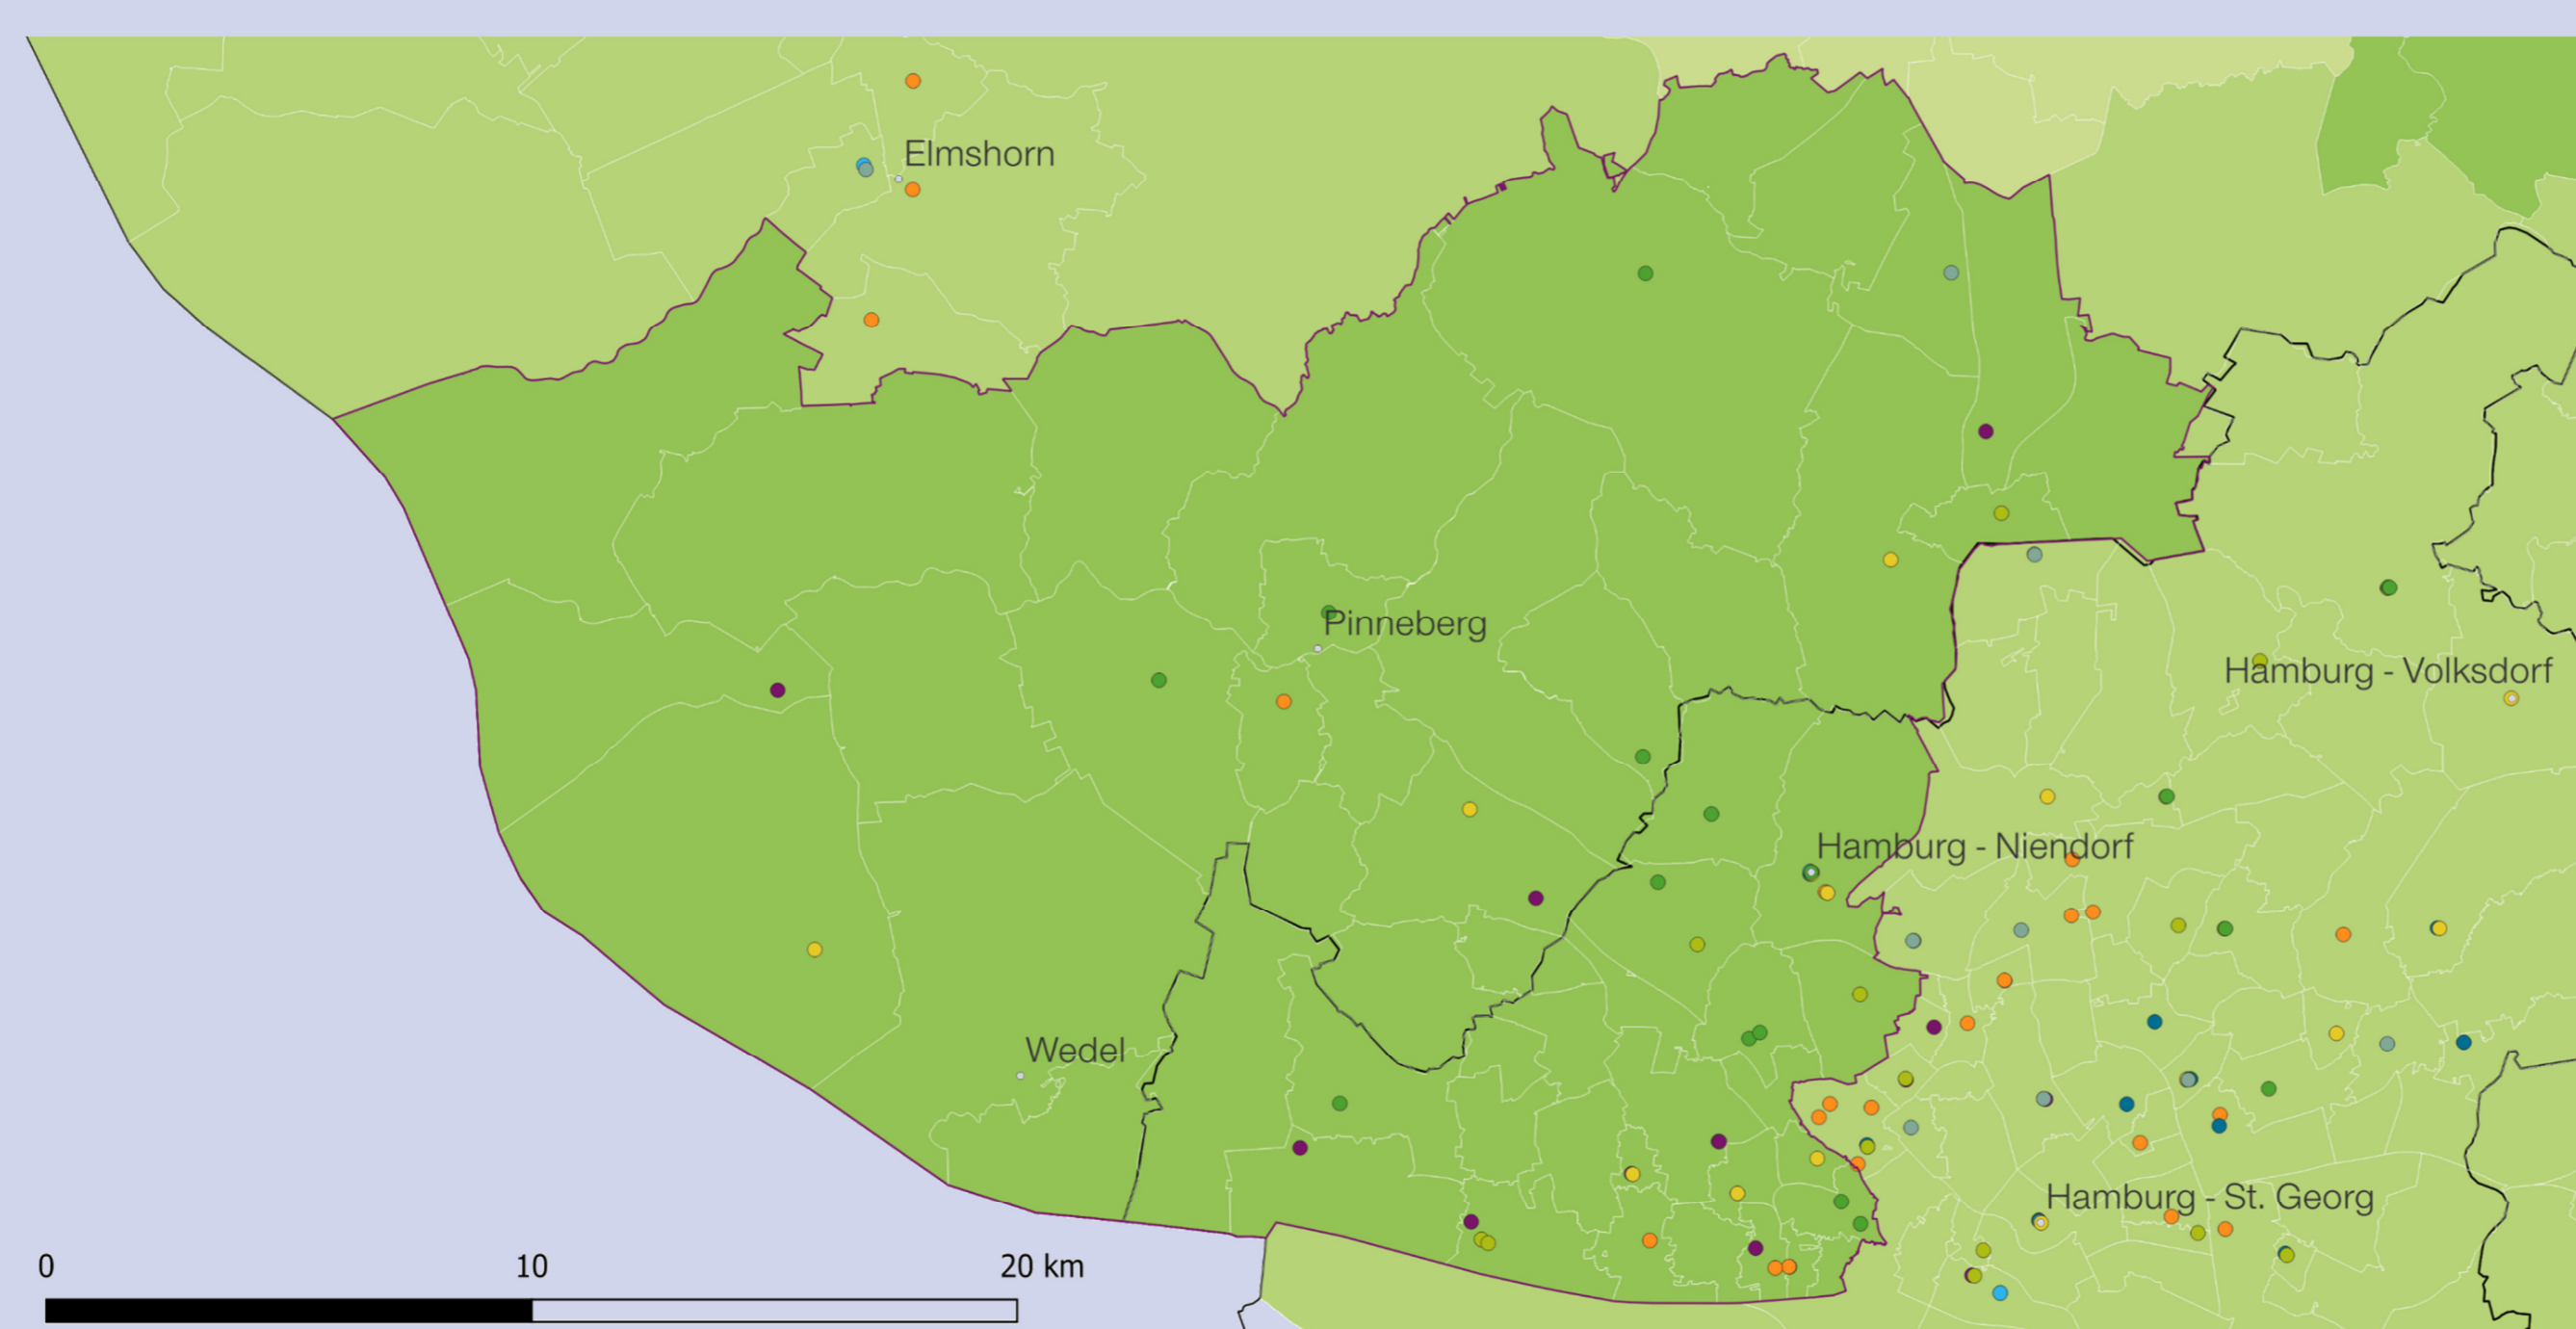 Elmshorn
Pinneberg
Hamburg - Volksdorf
Hamburg - Niendorf
Wedel
Hamburg - St. Georg
0 10 20 km